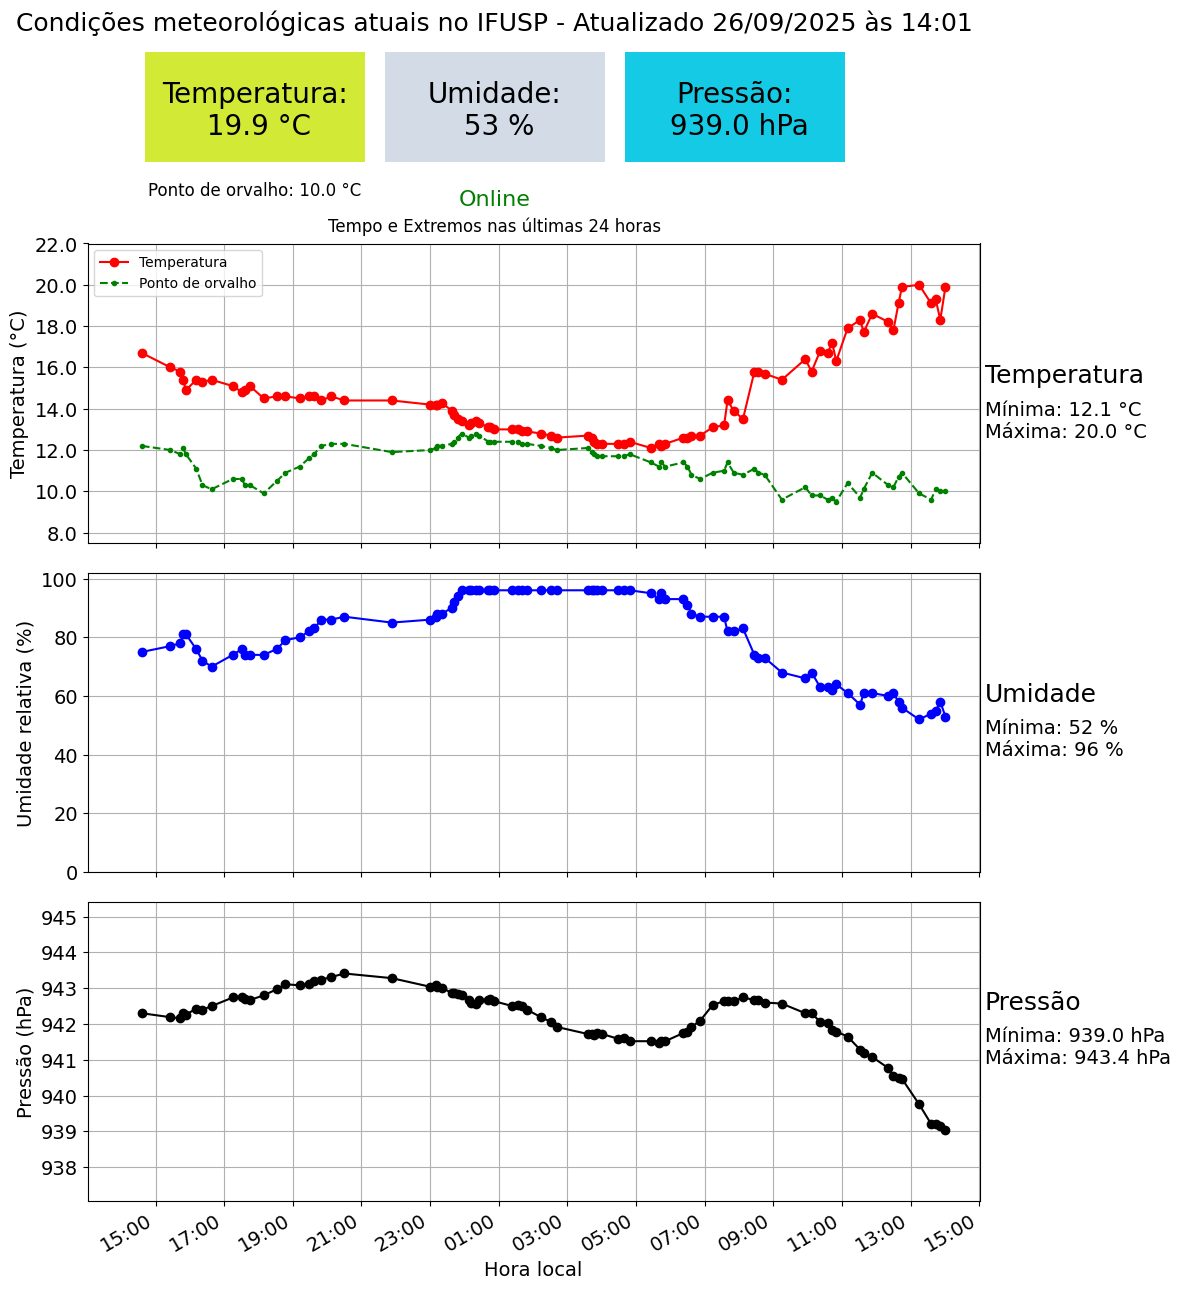 Condições meteorológicas atuais no IFUSP - Atualizado 26/09/2025 às 14:01
Temperatura:
19.9 °C
Umidade:
53 %
Pressão:
939.0 hPa
Ponto de orvalho: 10.0 °C
Online
Tempo e Extremos nas últimas 24 horas
Temperatura
Ponto de orvalho
Temperatura (°C)
22.0
20.0
18.0
16.0
14.0
12.0
10.0
8.0
Temperatura
Mínima: 12.1 °C
Máxima: 20.0 °C
Umidade relativa (%)
100
80
60
40
20
0
Umidade
Mínima: 52 %
Máxima: 96 %
Pressão (hPa)
945
944
943
942
941
940
939
938
Pressão
Mínima: 939.0 hPa
Máxima: 943.4 hPa
15:00 17:00 19:00 21:00 23:00 01:00 03:00 05:00 07:00 09:00 11:00 13:00 15:00
Hora local